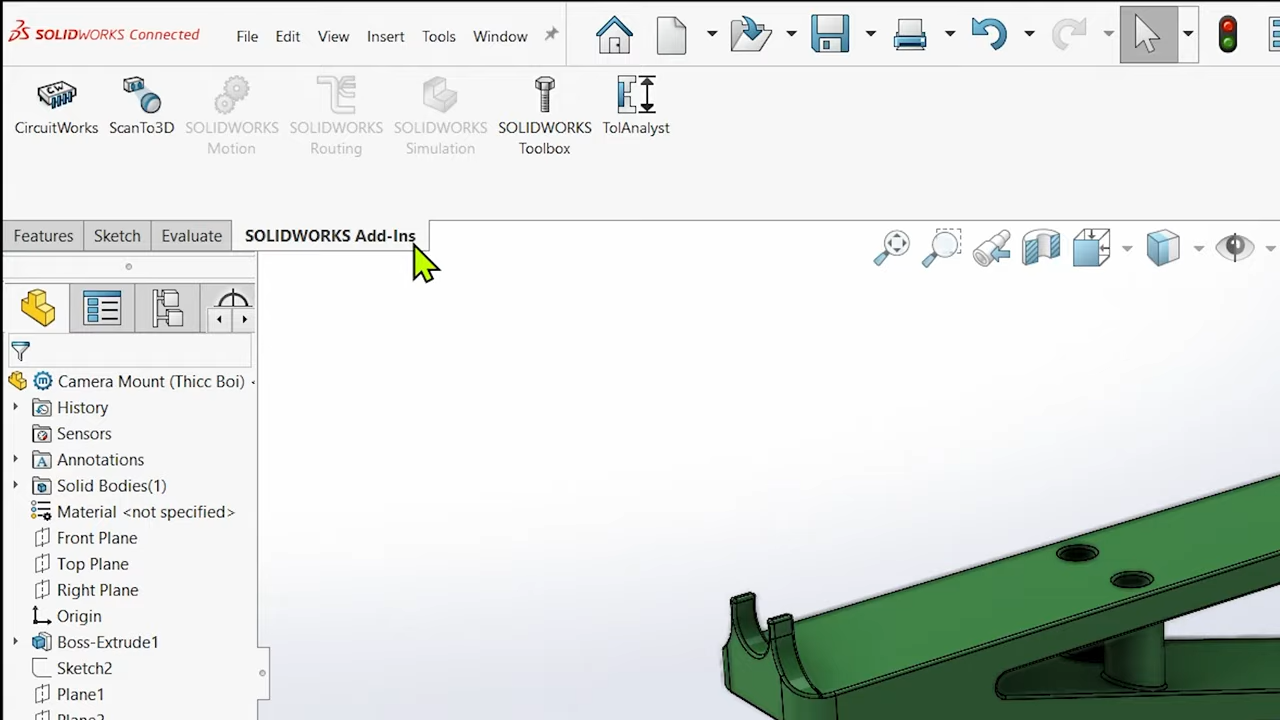 SOLIDWORKS Connected File Edit View Insert Tools Window
CW
CircuitWorks ScanTo3D SOLIDWORKS Motion SOLIDWORKS Routing SOLIDWORKS Simulation SOLIDWORKS Toolbox TolAnalyst
Features Sketch Evaluate SOLIDWORKS Add-Ins
Camera Mount (Thicc Boi)
History
Sensors
A Annotations
Solid Bodies(1)
Material <not specified>
Front Plane
Top Plane
Right Plane
Origin
Boss-Extrude1
Sketch2
Plane1
Plane2